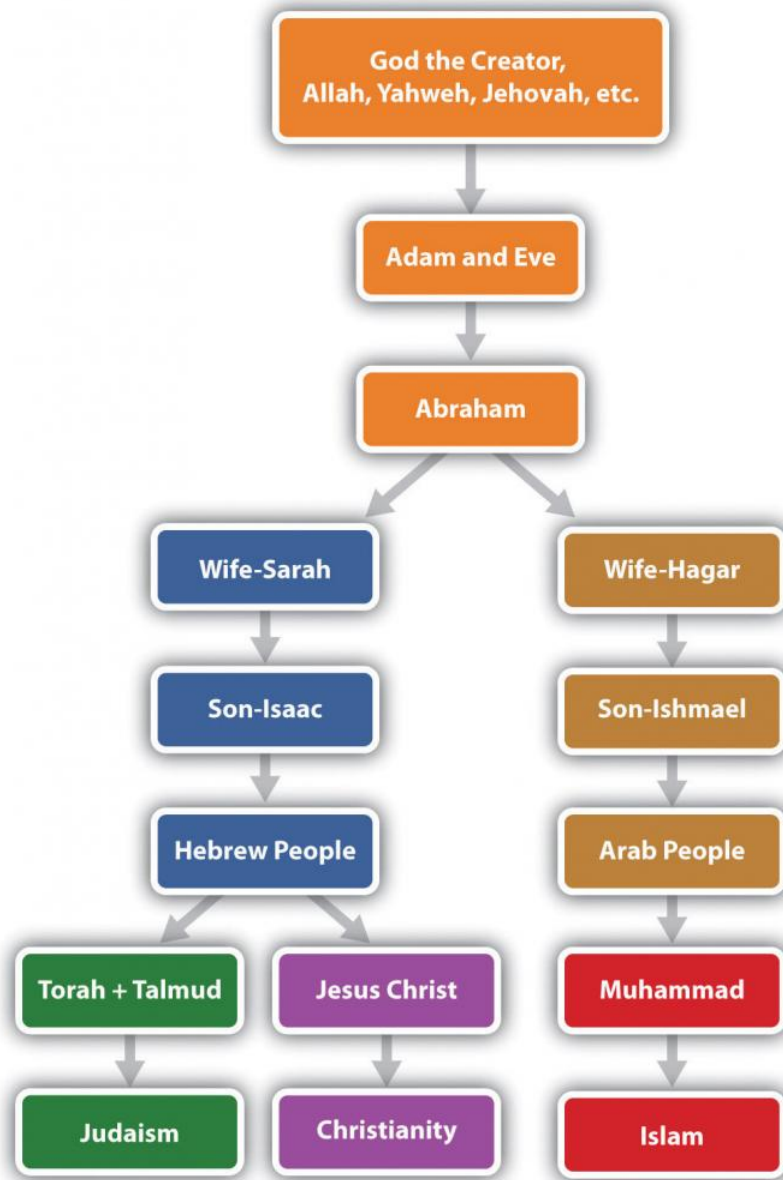 God the Creator,
Allah, Yahweh, Jehovah, etc.
Adam and Eve
Abraham
Wife-Sarah
Wife-Hagar
Son-Isaac
Son-Ishmael
Hebrew People
Arab People
Torah + Talmud
Jesus Christ
Muhammad
Judaism
Christianity
Islam